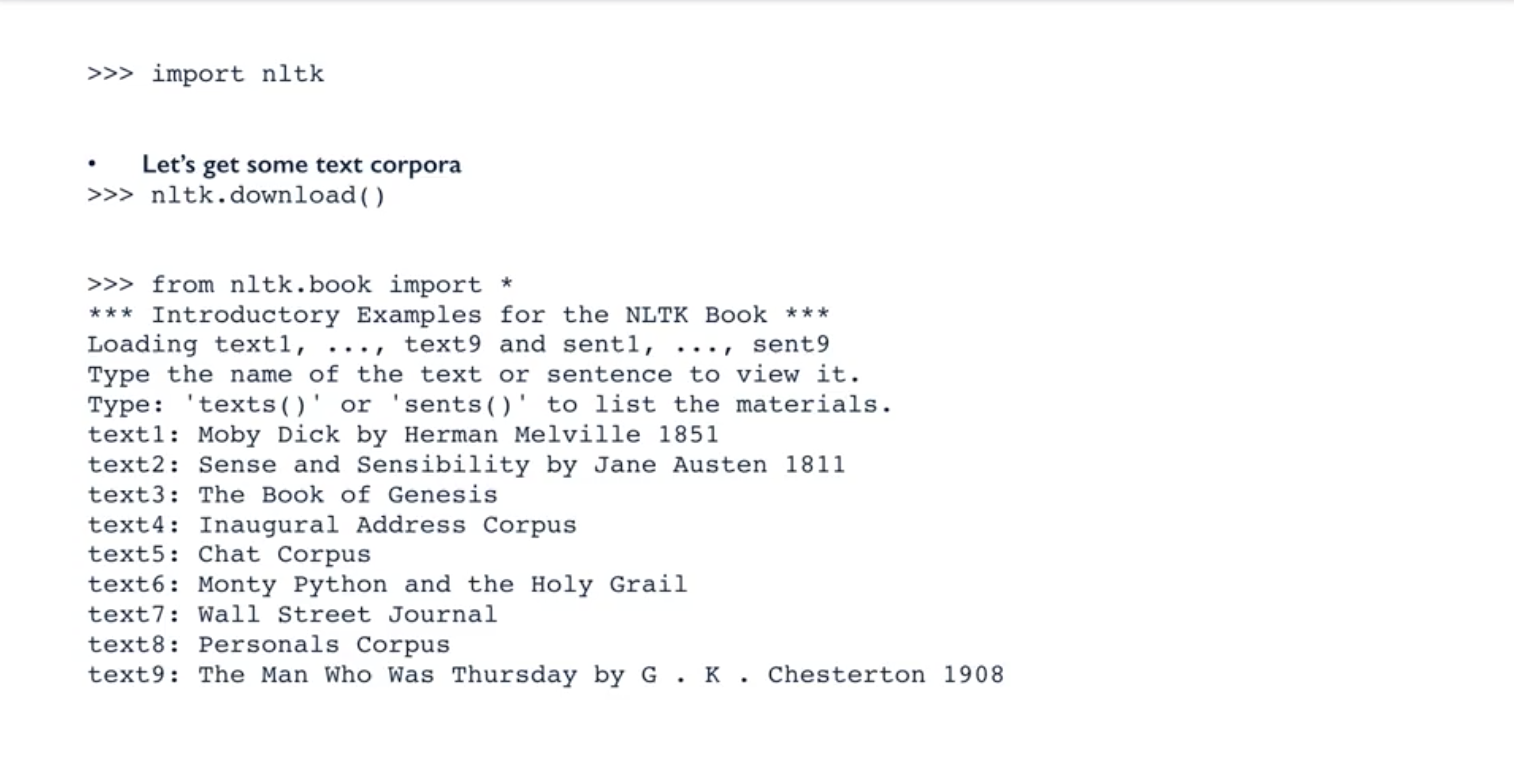 >>> import nltk
• Let's get some text corpora
>>> nltk.download()
>>> from nltk.book import *
*** Introductory Examples for the NLTK Book ***
Loading text1, ..., text9 and sent1, ..., sent9
Type the name of the text or sentence to view it.
Type: 'texts()' or 'sents()' to list the materials.
text1: Moby Dick by Herman Melville 1851
text2: Sense and Sensibility by Jane Austen 1811
text3: The Book of Genesis
text4: Inaugural Address Corpus
text5: Chat Corpus
text6: Monty Python and the Holy Grail
text7: Wall Street Journal
text8: Personals Corpus
text9: The Man Who Was Thursday by G . K . Chesterton 1908